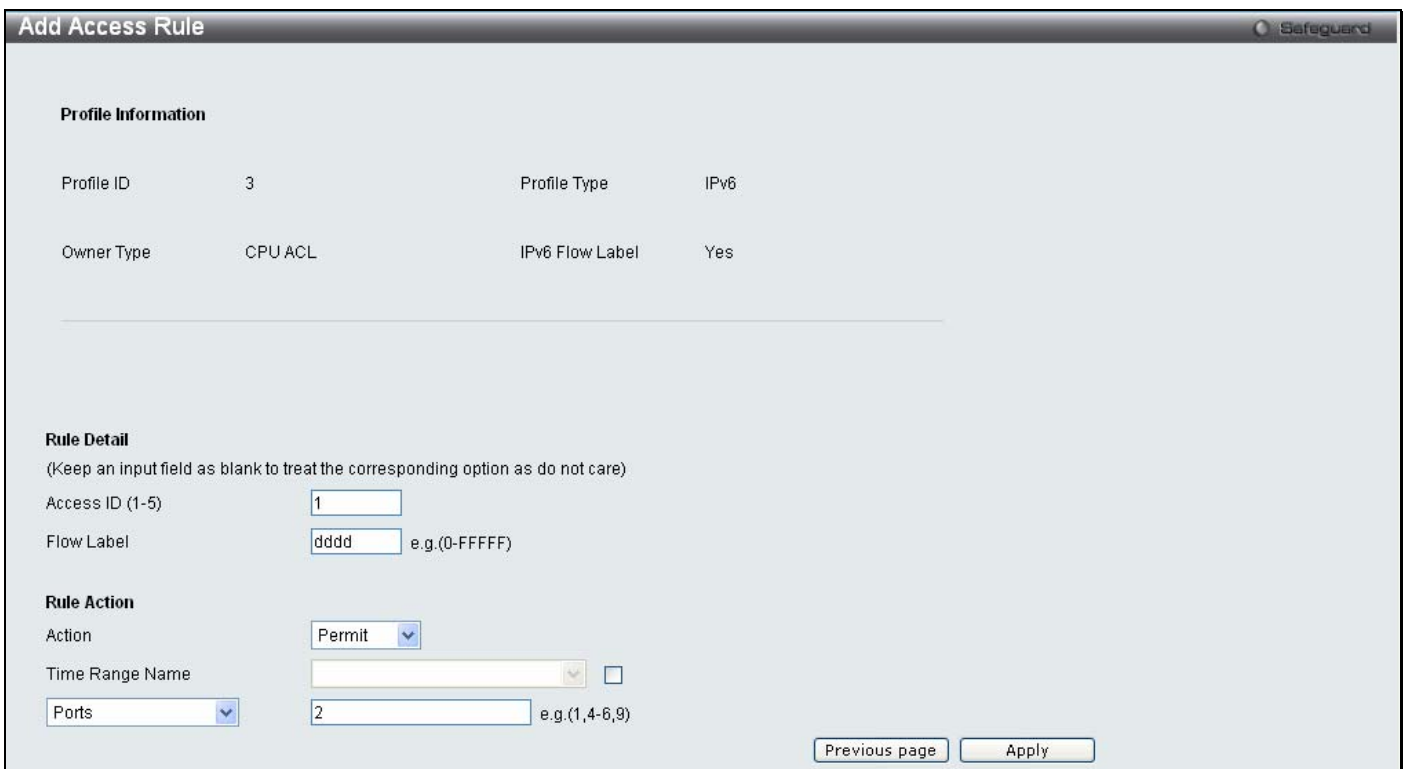 Add Access Rule
Safeguard
Profile Information
Profile ID 3 Profile Type IPv6
Owner Type CPU ACL IPv6 Flow Label Yes
Rule Detail
(Keep an input field as blank to treat the corresponding option as do not care)
Access ID (1-5) 1
Flow Label dddd e.g.(0-FFFFF)
Rule Action
Action Permit
Time Range Name
Ports 2 e.g.(1,4-6,9)
Previous page Apply